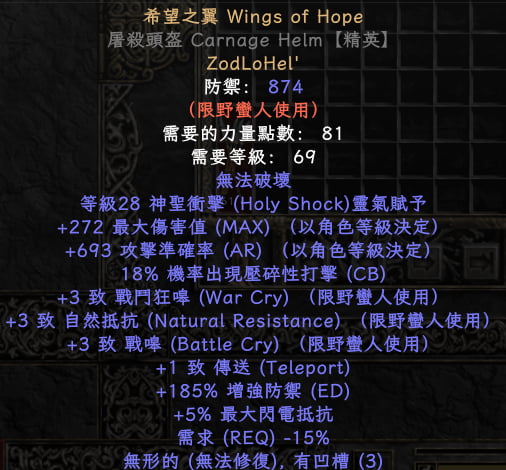 希望之翼 Wings of Hope
屠殺頭盔 Carnage Helm【精英】
ZodLoHel'
防禦： 874
（限野蠻人使用）
需要的力量點數： 81
需要等級： 69
無法破壞
等級28 神聖衝擊 (Holy Shock)靈氣賦予
+272 最大傷害值 (MAX) （以角色等級決定）
+693 攻擊準確率 (AR) （以角色等級決定）
18% 機率出現壓碎性打擊 (CB)
+3 致 戰鬥狂嗥 (War Cry) （限野蠻人使用）
+3 致 自然抵抗 (Natural Resistance) （限野蠻人使用）
+3 致 戰嗥 (Battle Cry) （限野蠻人使用）
+1 致 傳送 (Teleport)
+185% 增強防禦 (ED)
+5% 最大閃電抵抗
需求 (REQ) -15%
無形的 (無法修復), 有凹槽 (3)